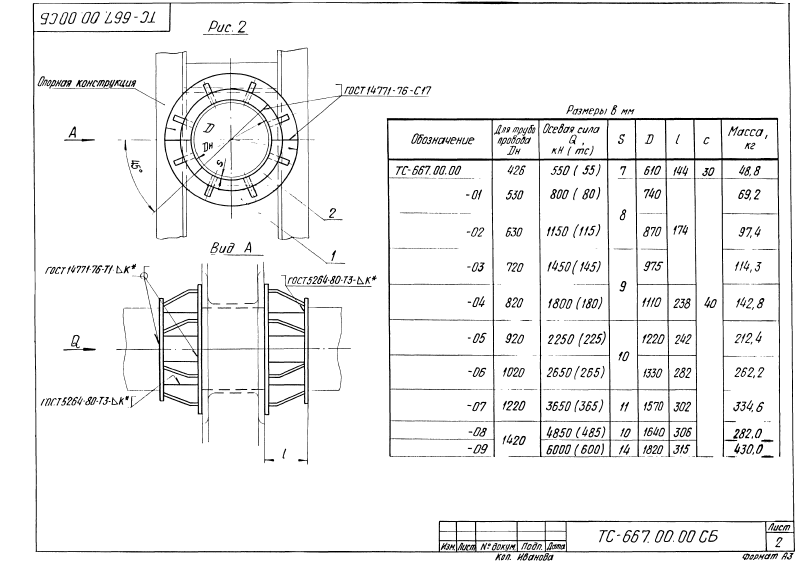 ТС-667.00.00СБ
Рис. 2
Опорная конструкция
ГОСТ 14771-76-С17
А
D
Dн
S
45°
2
1
Вид А
ГОСТ 14771-76-Т1-⊿К*
ГОСТ 5264-80-Т3-⊿К*
Q
ГОСТ 5264-80-Т3-⊿К*
l
Размеры в мм
Обозначение Для трубопровода Dн Осевая сила Q, кН (тс) S D l с Масса, кг
ТС-667.00.00 426 550 (55) 7 610 144 30 48,8
-01 530 800 (80) 8 740 174 40 69,2
-02 630 1150 (115) 870 97,4
-03 720 1450 (145) 9 975 114,3
-04 820 1800 (180) 1110 238 142,8
-05 920 2250 (225) 10 1220 242 212,4
-06 1020 2650 (265) 1330 282 262,2
-07 1220 3650 (365) 11 1570 302 334,6
-08 1420 4850 (485) 10 1640 306 282,0
-09 6000 (600) 14 1820 315 430,0
ТС-667.00.00 СБ
Лист
2
Изм. Лист № докум. Подп. Дата
Коп. Иванова
Формат А3